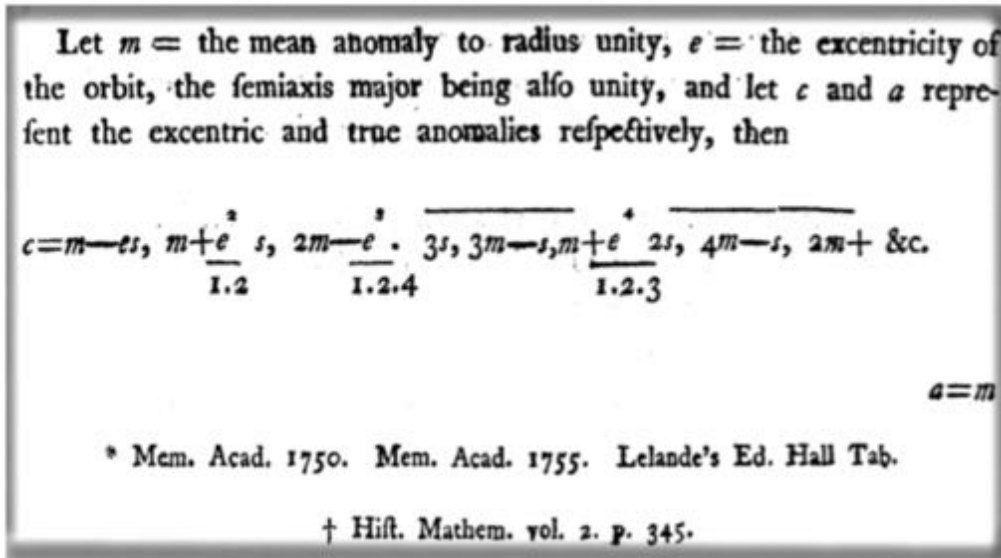 Let m = the mean anomaly to radius unity, e = the excentricity of
the orbit, the ſemiaxis major being alſo unity, and let c and a repre-
ſent the excentric and true anomalies reſpectively, then
2 3 4
c=m—es, m+e s, 2m—e . 3s, 3m—s,m+e 2s, 4m—s, 2m+ &c.
1.2 1.2.4 1.2.3
a=m
* Mem. Acad. 1750. Mem. Acad. 1755. Lelande's Ed. Hall Tab.
† Hiſt. Mathem. vol. 2. p. 345.